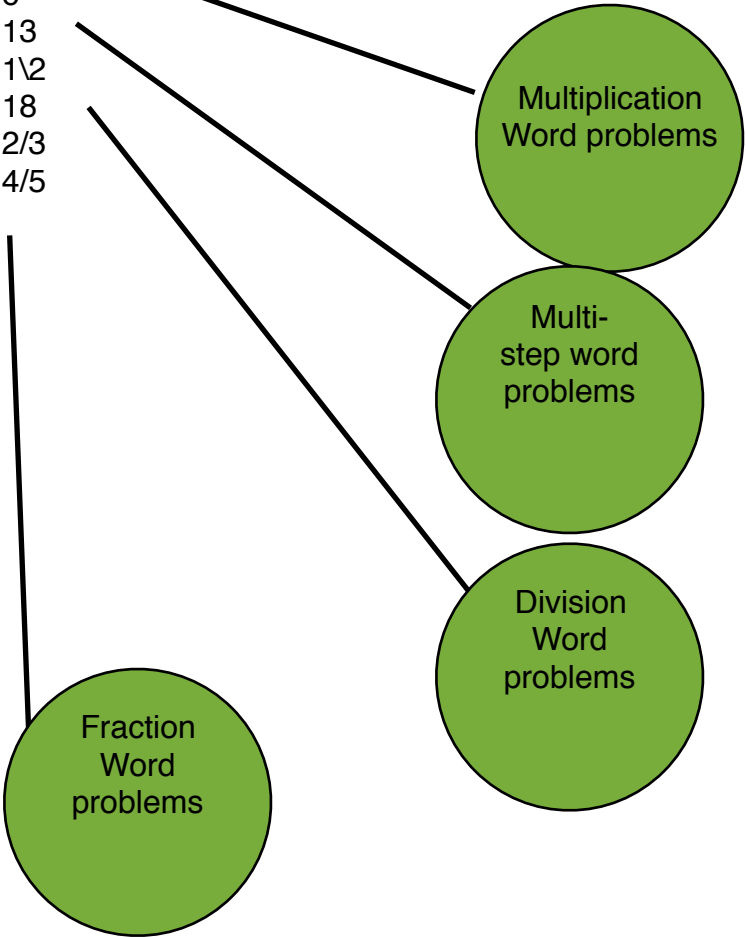 13
1\2
18
2/3
4/5
Multiplication
Word problems
Multi-
step word
problems
Division
Word
problems
Fraction
Word
problems